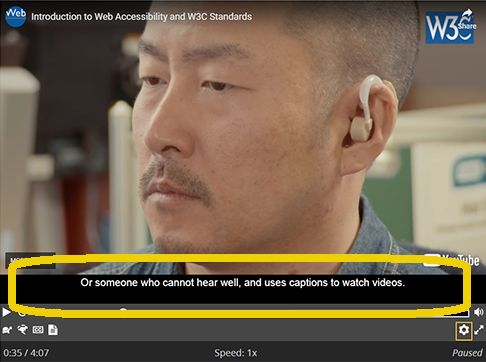 Web
Introduction to Web Accessibility and W3C Standards
W3C
Share
YouTube
Or someone who cannot hear well, and uses captions to watch videos.
0:35 / 4:07
Speed: 1x
Paused